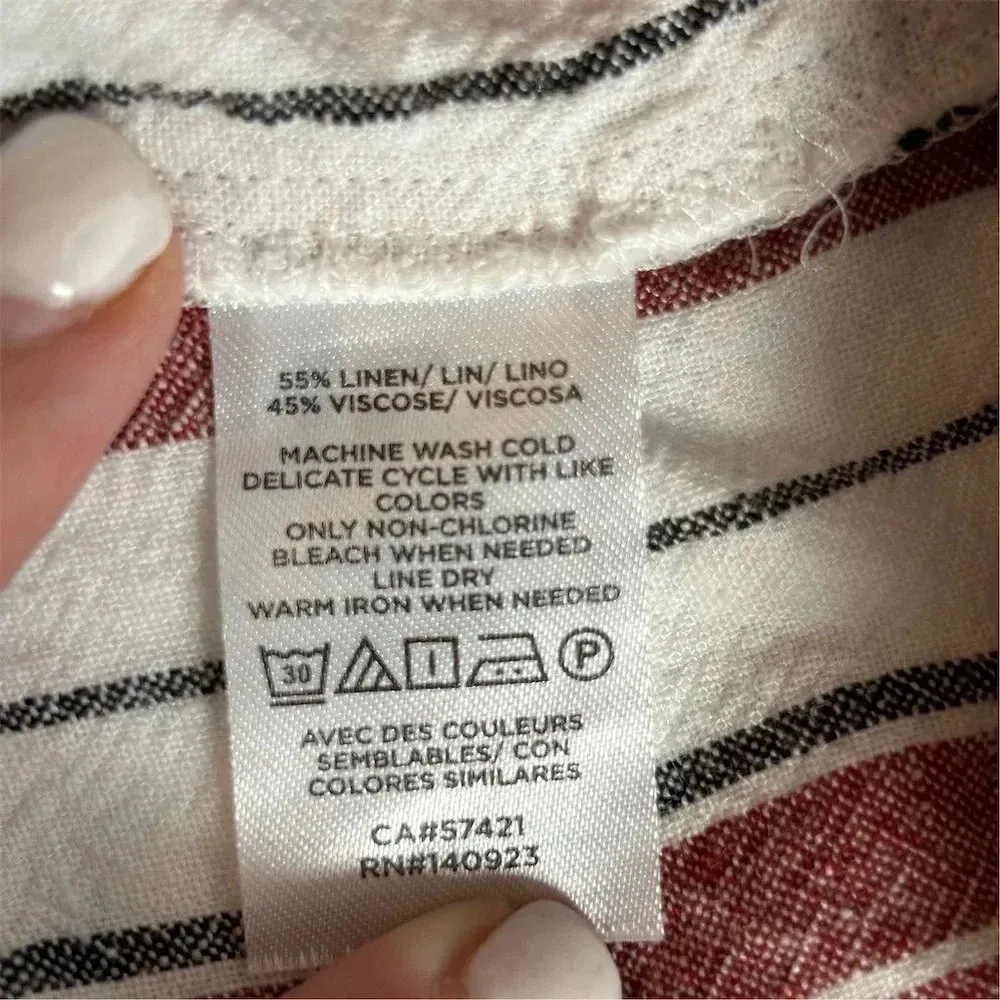 55% LINEN/ LIN/ LINO
45% VISCOSE/ VISCOSA
MACHINE WASH COLD
DELICATE CYCLE WITH LIKE
COLORS
ONLY NON-CHLORINE
BLEACH WHEN NEEDED
LINE DRY
WARM IRON WHEN NEEDED
30 P
AVEC DES COULEURS
SEMBLABLES/ CON
COLORES SIMILARES
CA#57421
RN#140923